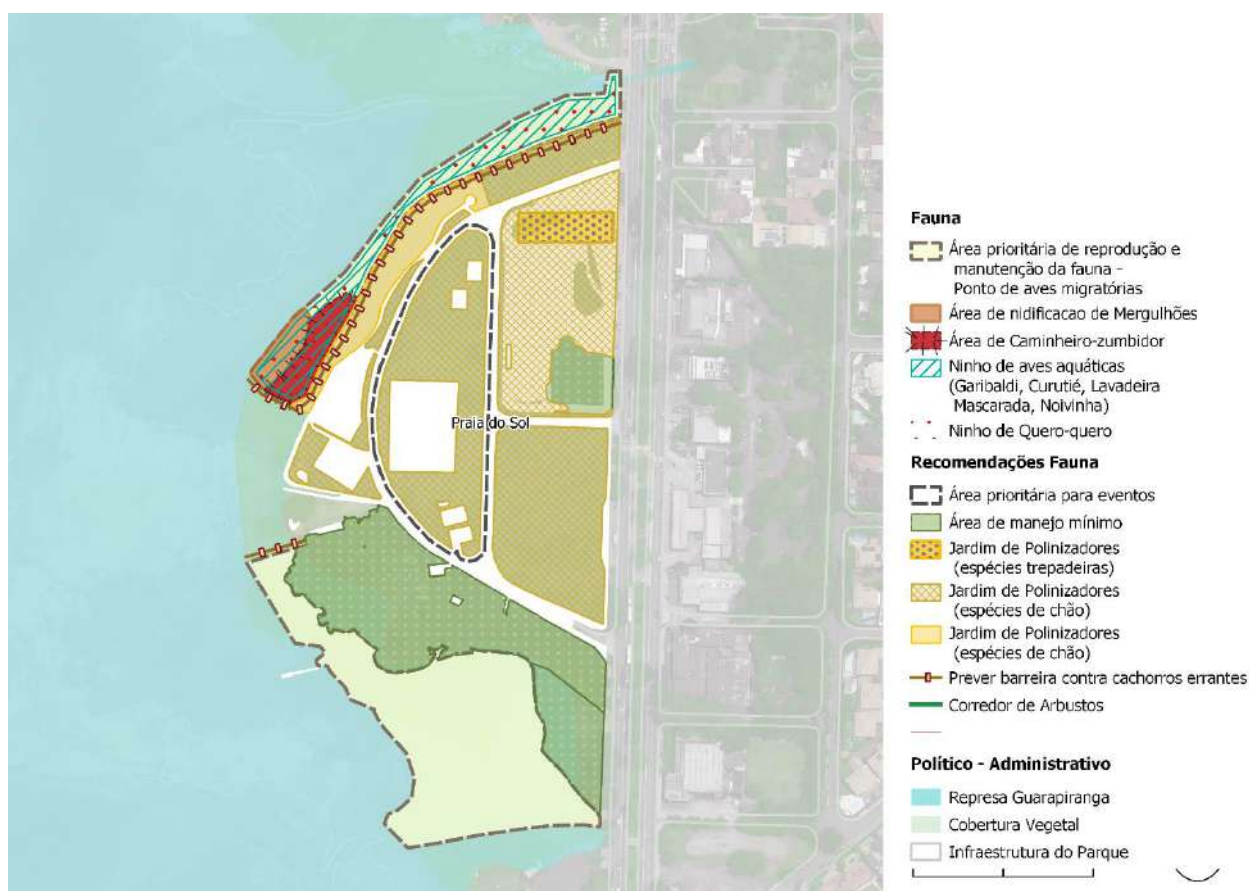 Praia do Sol
Fauna
Área prioritária de reprodução e
manutenção da fauna -
Ponto de aves migratórias
Área de nidificacao de Mergulhões
Área de Caminheiro-zumbidor
Ninho de aves aquáticas
(Garibaldi, Curutié, Lavadeira
Mascarada, Noivinha)
Ninho de Quero-quero
Recomendações Fauna
Área prioritária para eventos
Área de manejo mínimo
Jardim de Polinizadores
(espécies trepadeiras)
Jardim de Polinizadores
(espécies de chão)
Jardim de Polinizadores
(espécies de chão)
Prever barreira contra cachorros errantes
Corredor de Arbustos
Político - Administrativo
Represa Guarapiranga
Cobertura Vegetal
Infraestrutura do Parque